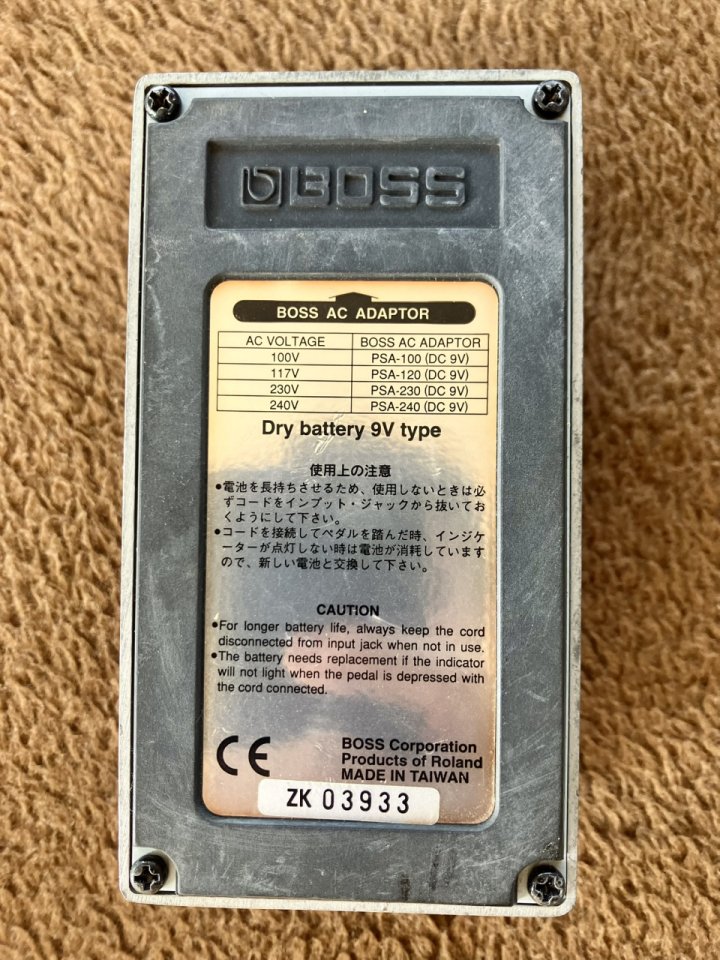 BOSS
BOSS AC ADAPTOR
AC VOLTAGE BOSS AC ADAPTOR
100V PSA-100 (DC 9V)
117V PSA-120 (DC 9V)
230V PSA-230 (DC 9V)
240V PSA-240 (DC 9V)
Dry battery 9V type
使用上の注意
●電池を長持ちさせるため、使用しないときは必
ずコードをインプット・ジャックから抜いてお
くようにして下さい。
●コードを接続してペダルを踏んだ時、インジケ
ーターが点灯しない時は電池が消耗しています
ので、新しい電池と交換して下さい。
CAUTION
●For longer battery life, always keep the cord
disconnected from input jack when not in use.
●The battery needs replacement if the indicator
will not light when the pedal is depressed with
the cord connected.
CE
BOSS Corporation
Products of Roland
MADE IN TAIWAN
ZK 03933